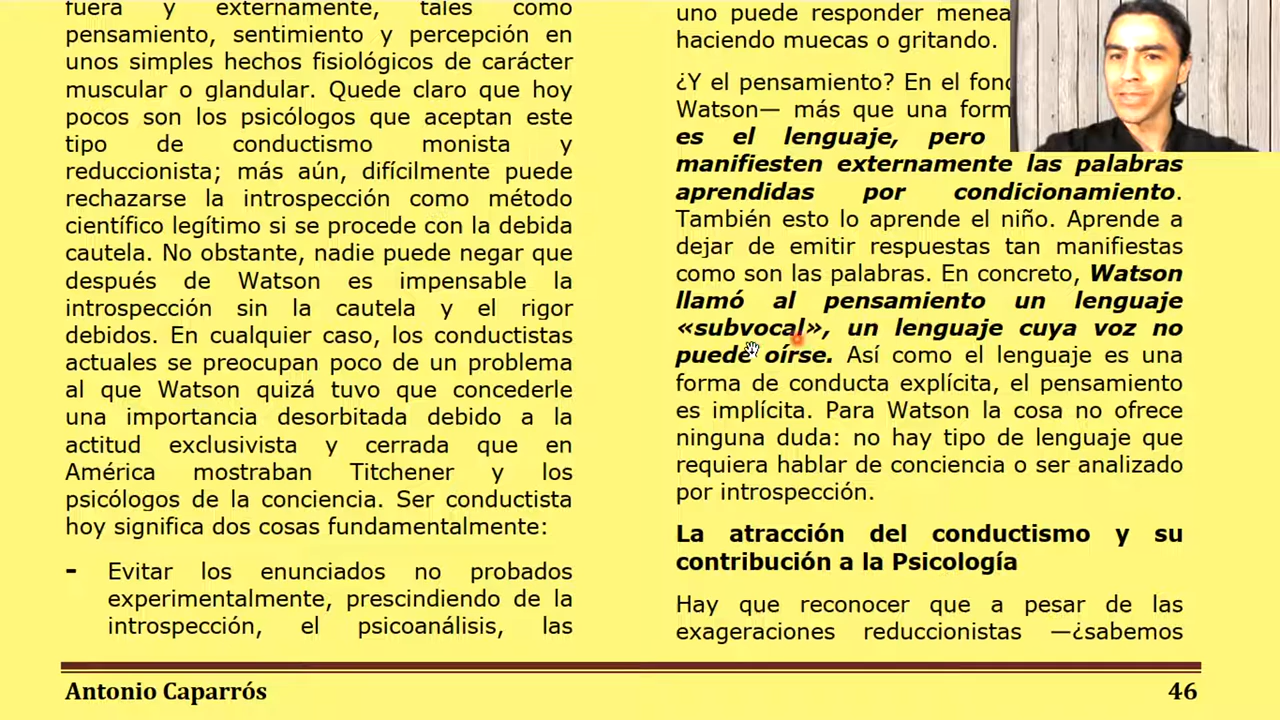 fuera y externamente, tales como
pensamiento, sentimiento y percepción en
unos simples hechos fisiológicos de carácter
muscular o glandular. Quede claro que hoy
pocos son los psicólogos que aceptan este
tipo de conductismo monista y
reduccionista; más aún, difícilmente puede
rechazarse la introspección como método
científico legítimo si se procede con la debida
cautela. No obstante, nadie puede negar que
después de Watson es impensable la
introspección sin la cautela y el rigor
debidos. En cualquier caso, los conductistas
actuales se preocupan poco de un problema
al que Watson quizá tuvo que concederle
una importancia desorbitada debido a la
actitud exclusivista y cerrada que en
América mostraban Titchener y los
psicólogos de la conciencia. Ser conductista
hoy significa dos cosas fundamentalmente:
- Evitar los enunciados no probados
experimentalmente, prescindiendo de la
introspección, el psicoanálisis, las
uno puede responder menea
haciendo muecas o gritando.
¿Y el pensamiento? En el fon
Watson— más que una form
es el lenguaje, pero
manifiesten externamente las palabras
aprendidas por condicionamiento.
También esto lo aprende el niño. Aprende a
dejar de emitir respuestas tan manifiestas
como son las palabras. En concreto, Watson
llamó al pensamiento un lenguaje
«subvocal», un lenguaje cuya voz no
puede oírse. Así como el lenguaje es una
forma de conducta explícita, el pensamiento
es implícita. Para Watson la cosa no ofrece
ninguna duda: no hay tipo de lenguaje que
requiera hablar de conciencia o ser analizado
por introspección.
La atracción del conductismo y su
contribución a la Psicología
Hay que reconocer que a pesar de las
exageraciones reduccionistas —¿sabemos
Antonio Caparrós 46